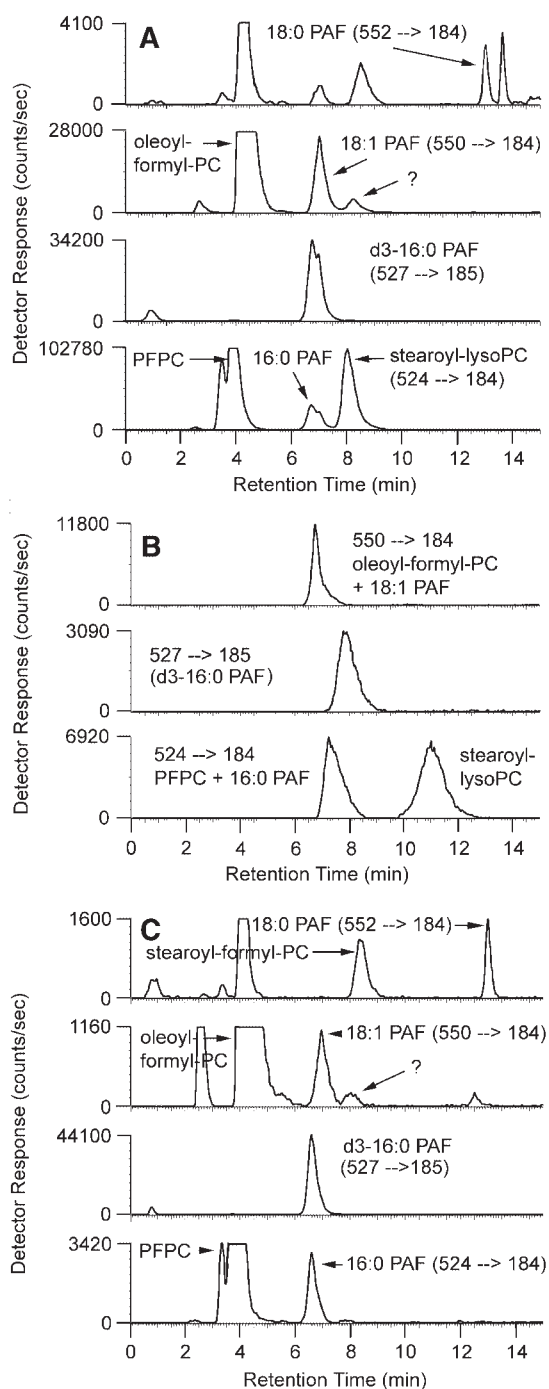 A
4100
18:0 PAF (552 --> 184)
0
28000
oleoyl-
formyl-PC
18:1 PAF (550 --> 184)
?
0
34200
d3-16:0 PAF
(527 --> 185)
0
102780
PFPC
16:0 PAF
stearoyl-lysoPC
(524 --> 184)
0
0 2 4 6 8 10 12 14
Retention Time (min)
Detector Response (counts/sec)
B
11800
550 --> 184
oleoyl-formyl-PC
+ 18:1 PAF
0
3090
527 --> 185
(d3-16:0 PAF)
0
6920
524 --> 184
PFPC + 16:0 PAF
stearoyl-
lysoPC
0
0 2 4 6 8 10 12 14
Retention Time (min)
Detector Response (counts/sec)
C
1600
18:0 PAF (552 --> 184)
stearoyl-formyl-PC
0
1160
oleoyl-
formyl-PC
18:1 PAF (550 --> 184)
?
0
44100
d3-16:0 PAF
(527 -->185)
0
3420
PFPC
16:0 PAF (524 --> 184)
0
0 2 4 6 8 10 12 14
Retention Time (min)
Detector Response (counts/sec)